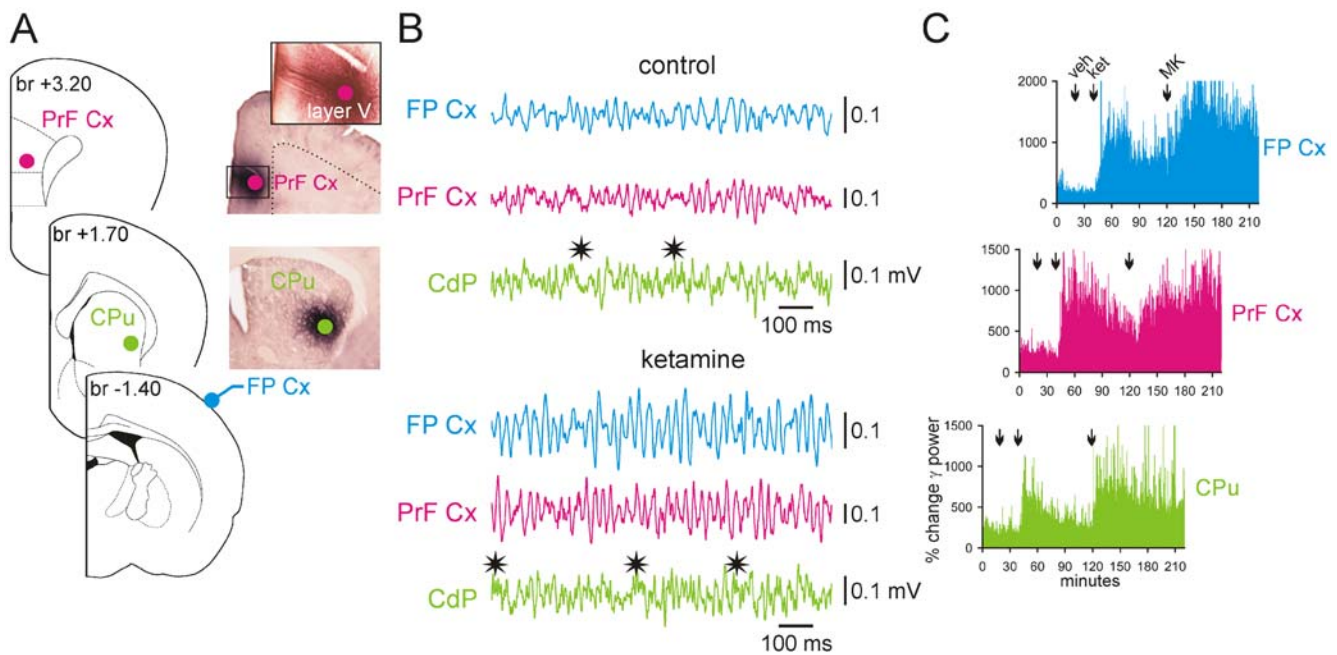 A
br +3.20
PrF Cx
br +1.70
CPu
br -1.40
FP Cx
layer V
PrF Cx
CPu
B
control
FP Cx
0.1
PrF Cx
0.1
CdP
0.1 mV
100 ms
ketamine
FP Cx
0.1
PrF Cx
0.1
CdP
0.1 mV
100 ms
C
veh ket MK
2000
1000
0
0 30 60 90 120 150 180 210
FP Cx
1500
1000
500
0
0 30 60 90 120 150 180 210
PrF Cx
% change γ power
1500
1000
500
0
0 30 60 90 120 150 180 210
minutes
CPu